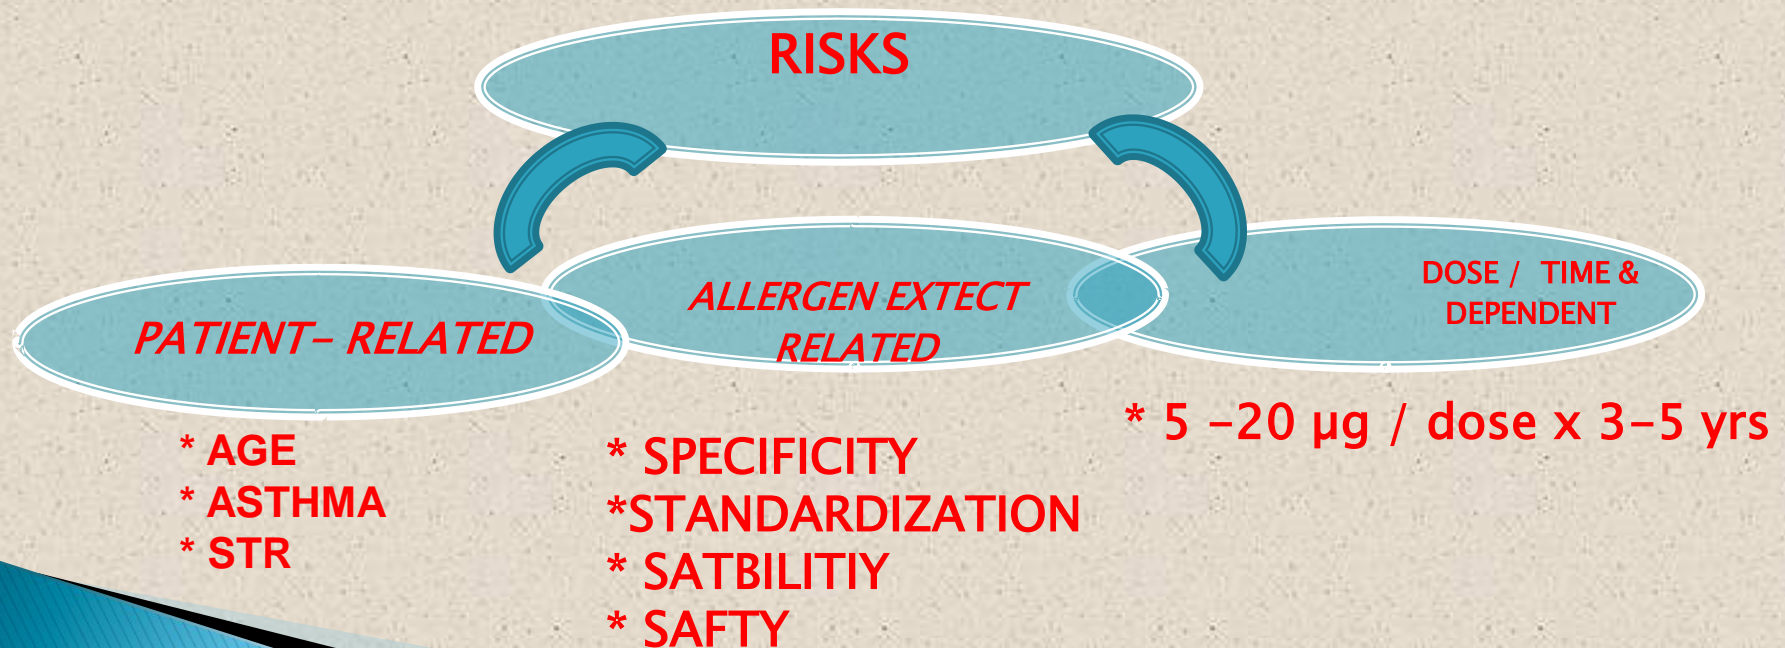 RISKS
PATIENT- RELATED
* AGE
* ASTHMA
* STR
ALLERGEN EXTECT
RELATED
* SPECIFICITY
*STANDARDIZATION
* SATBILITIY
* SAFTY
DOSE / TIME &
DEPENDENT
* 5 -20 µg / dose x 3-5 yrs